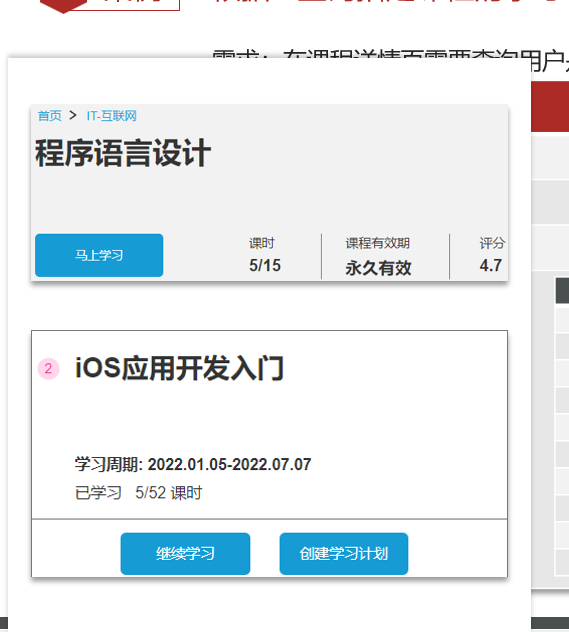 需求：在课程详情页需要查询用户
首页 > IT-互联网
程序语言设计
马上学习
课时
5/15
课程有效期
永久有效
评分
4.7
2
iOS应用开发入门
学习周期: 2022.01.05-2022.07.07
已学习 5/52 课时
继续学习
创建学习计划